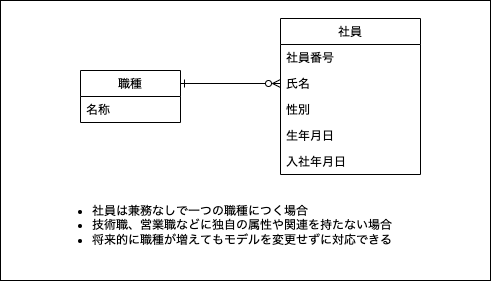 社員
社員番号
職種
氏名
名称
性別
生年月日
入社年月日
• 社員は兼務なしで一つの職種につく場合
• 技術職、営業職などに独自の属性や関連を持たない場合
• 将来的に職種が増えてもモデルを変更せずに対応できる